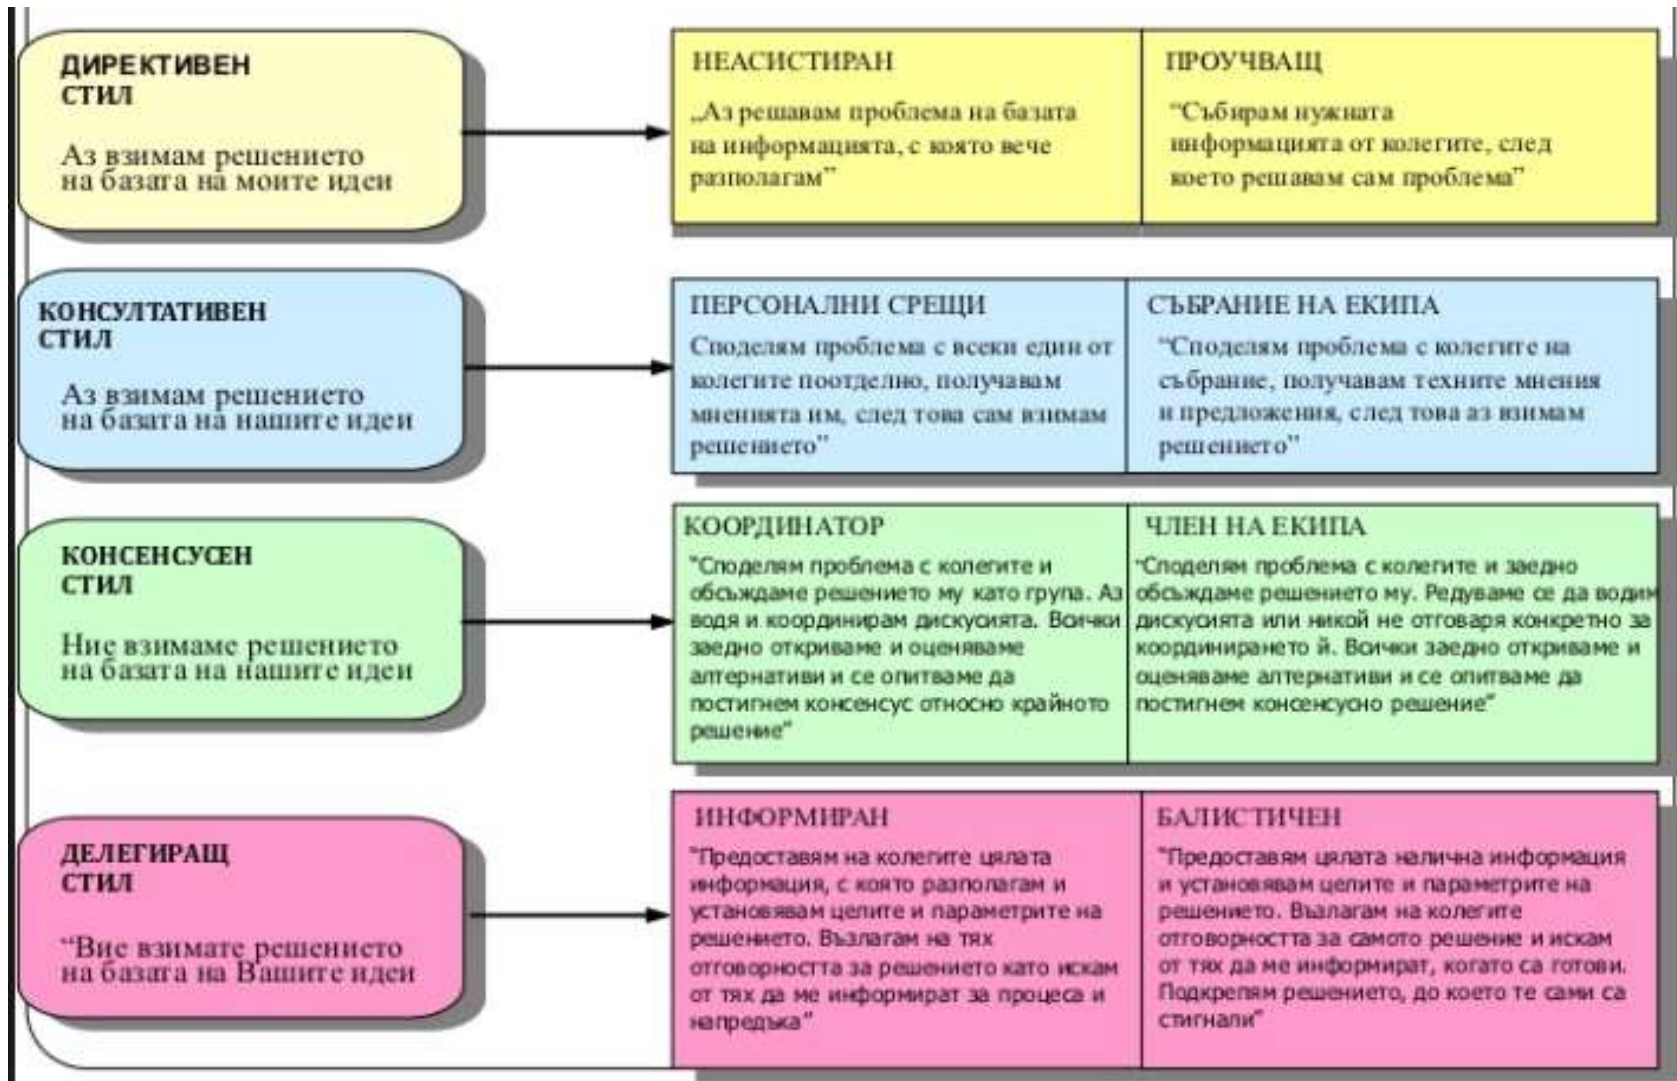 ДИРЕКТИВЕН
СТИЛ
Аз взимам решението
на базата на моите идеи
НЕАСИСТИРАН
„Аз решавам проблема на базата
на информацията, с която вече
разполагам”
ПРОУЧВАЩ
“Събирам нужната
информацията от колегите, след
което решавам сам проблема”
КОНСУЛТАТИВЕН
СТИЛ
Аз взимам решението
на базата на нашите идеи
ПЕРСОНАЛНИ СРЕЩИ
Споделям проблема с всеки един от
колегите поотделно, получавам
мненията им, след това сам взимам
решението”
СЪБРАНИЕ НА ЕКИПА
“Споделям проблема с колегите на
събрание, получавам техните мнения
и предложения, след това аз взимам
решението”
КОНСЕНСУСЕН
СТИЛ
Ние взимаме решението
на базата на нашите идеи
КООРДИНАТОР
“Споделям проблема с колегите и
обсъждаме решението му като група. Аз
водя и координирам дискусията. Всички
заедно откриваме и оценяваме
алтернативи и се опитваме да
постигнем консенсус относно крайното
решение”
ЧЛЕН НА ЕКИПА
“Споделям проблема с колегите и заедно
обсъждаме решението му. Редуваме се да водим
дискусията или никой не отговаря конкретно за
координирането й. Всички заедно откриваме и
оценяваме алтернативи и се опитваме да
постигнем консенсусно решение”
ДЕЛЕГИРАЩ
СТИЛ
“Вие взимате решението
на базата на Вашите идеи
ИНФОРМИРАН
“Предоставям на колегите цялата
информация, с която разполагам и
установявам целите и параметрите на
решението. Възлагам на тях
отговорността за решението като искам
от тях да ме информират за процеса и
напредъка”
БАЛИСТИЧЕН
“Предоставям цялата налична информация
и установявам целите и параметрите на
решението. Възлагам на колегите
отговорността за самото решение и искам
от тях да ме информират, когато са готови.
Подкрепям решението, до което те сами са
стигнали”